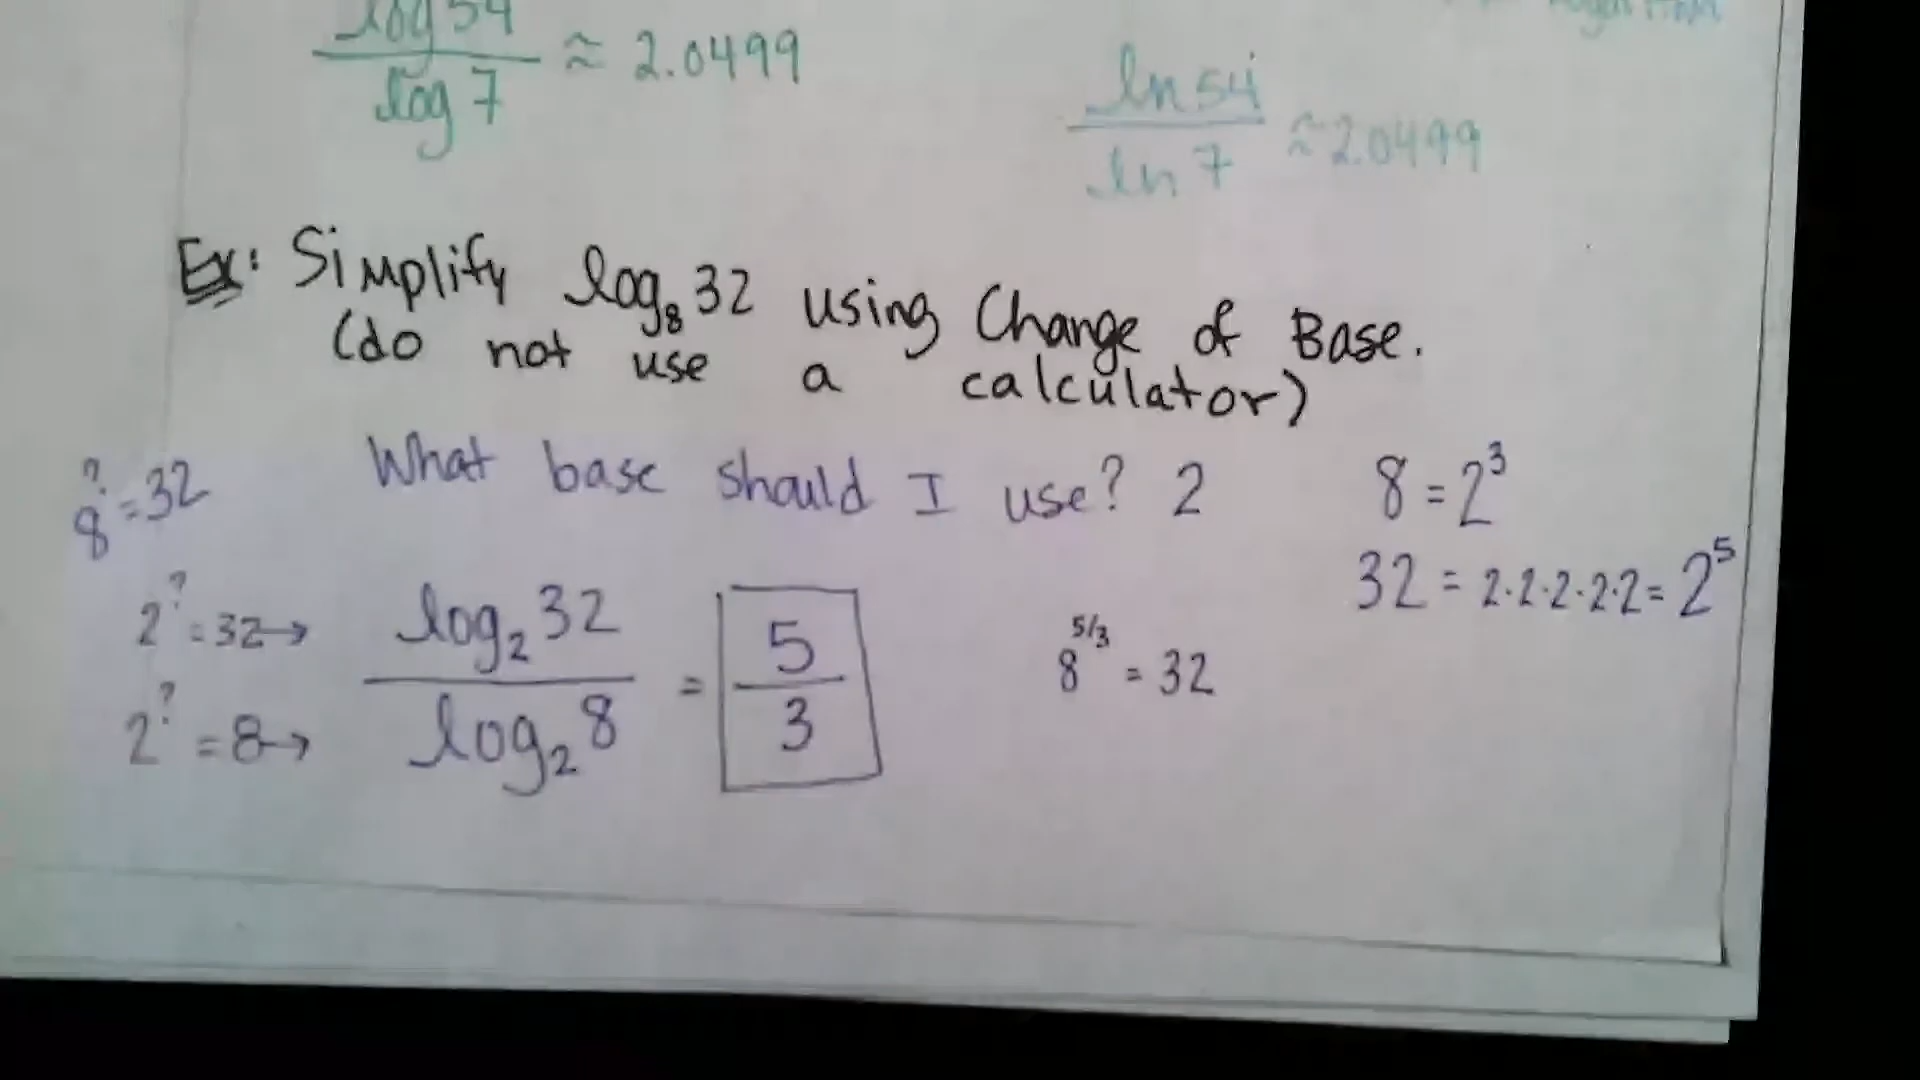 log 54
log 7 ≈ 2.0499
ln 54
ln 7 ≈ 2.0499
Ex: Simplify log₈ 32 using Change of Base.
(do not use a calculator)
What base should I use? 2
8^? = 32
8 = 2³
32 = 2·2·2·2·2 = 2⁵
2^? = 32 → log₂ 32
2^? = 8 → log₂ 8
= 5/3
8^5/3 = 32